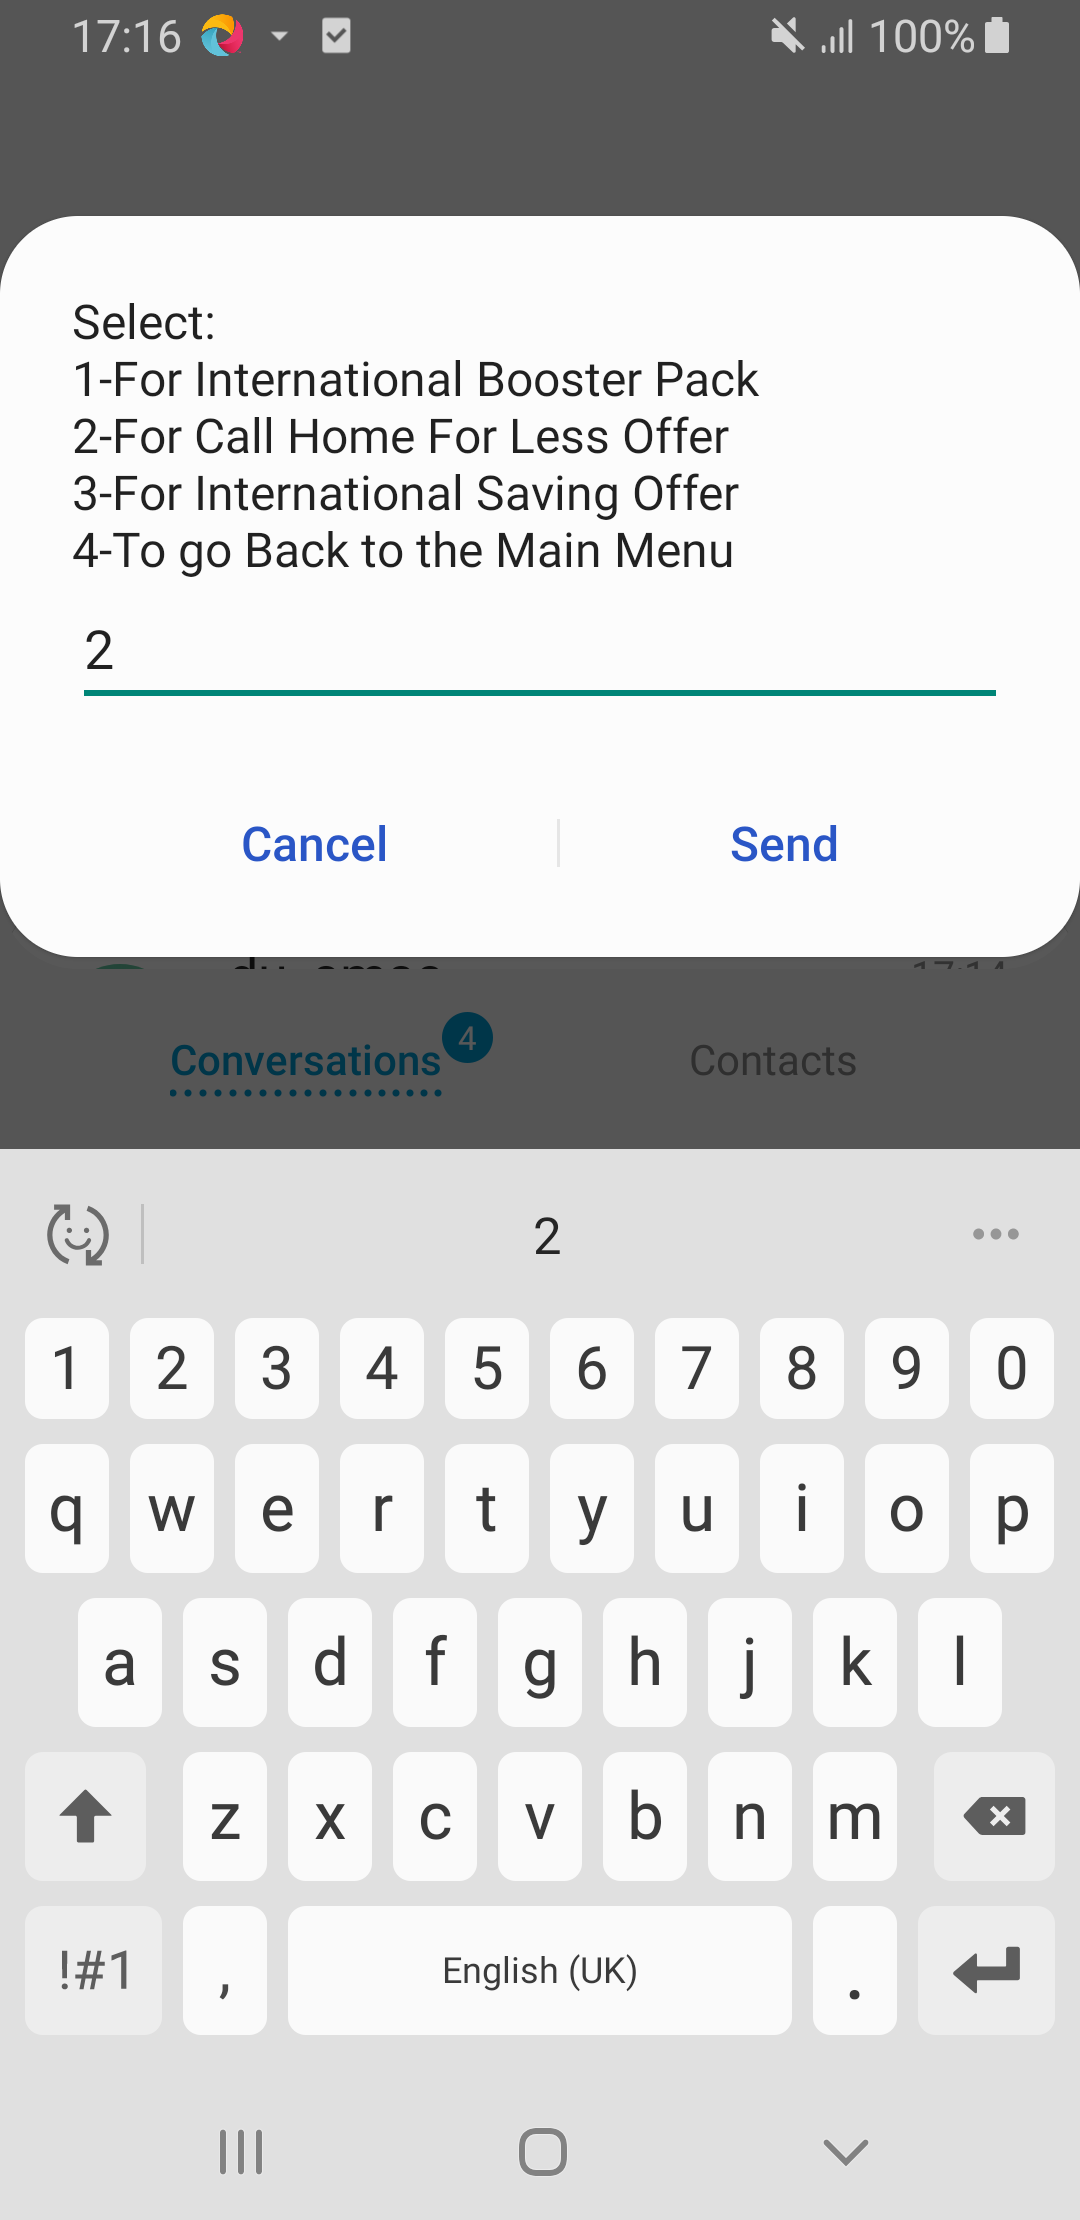 17:16
100%
Select:
1-For International Booster Pack
2-For Call Home For Less Offer
3-For International Saving Offer
4-To go Back to the Main Menu
2
Cancel
Send
17:14
Conversations
4
Contacts
2
1 2 3 4 5 6 7 8 9 0
q w e r t y u i o p
a s d f g h j k l
z x c v b n m
!#1 , English (UK) .